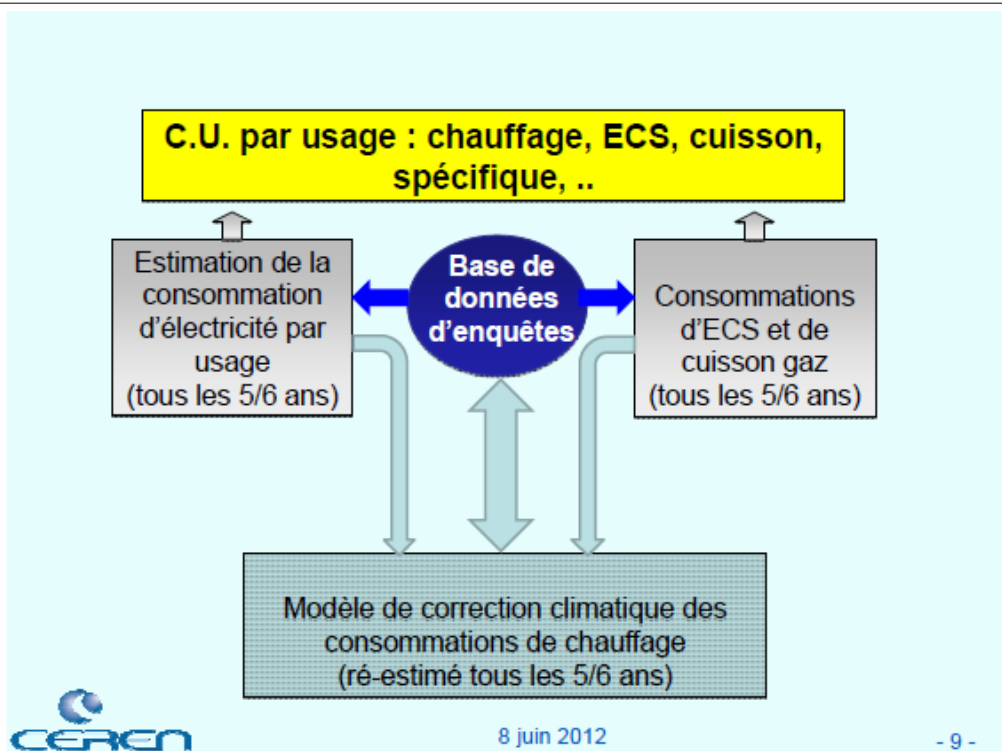 C.U. par usage : chauffage, ECS, cuisson,
spécifique, ..
Estimation de la
consommation
d'électricité par
usage
(tous les 5/6 ans)
Base de
données
d'enquêtes
Consommations
d'ECS et de
cuisson gaz
(tous les 5/6 ans)
Modèle de correction climatique des
consommations de chauffage
(ré-estimé tous les 5/6 ans)
CEREN
8 juin 2012
- 9 -